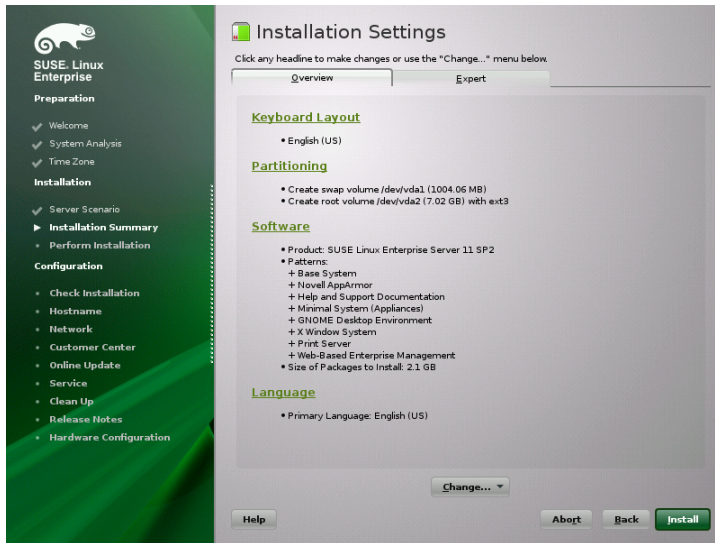 SUSE. Linux
Enterprise
Preparation
Welcome
System Analysis
Time Zone
Installation
Server Scenario
Installation Summary
Perform Installation
Configuration
Check Installation
Hostname
Network
Customer Center
Online Update
Service
Clean Up
Release Notes
Hardware Configuration
Installation Settings
Click any headline to make changes or use the "Change..." menu below.
Overview
Expert
Keyboard Layout
• English (US)
Partitioning
• Create swap volume /dev/vda1 (1004.06 MB)
• Create root volume /dev/vda2 (7.02 GB) with ext3
Software
• Product: SUSE Linux Enterprise Server 11 SP2
• Patterns:
+ Base System
+ Novell AppArmor
+ Help and Support Documentation
+ Minimal System (Appliances)
+ GNOME Desktop Environment
+ X Window System
+ Print Server
+ Web-Based Enterprise Management
• Size of Packages to Install: 2.1 GB
Language
• Primary Language: English (US)
Change...
Help
Abort
Back
Install